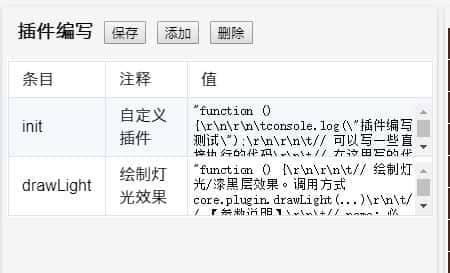 插件编写 保存 添加 删除
条目 注释 值
init
自定义
插件
"function ()
{\r\n\r\n\tconsole.log(\"插件编写
测试\");\r\n\r\n\t// 可以写一些直
接执行的代码\r\n\t// 在这里写的代
drawLight
绘制灯
光效果
"function () {\r\n\r\n\t// 绘制灯
光/漆黑层效果。调用方式
core.plugin.drawLight(...)\r\n\t/
/ 【参数说明】\r\n\t// name：必